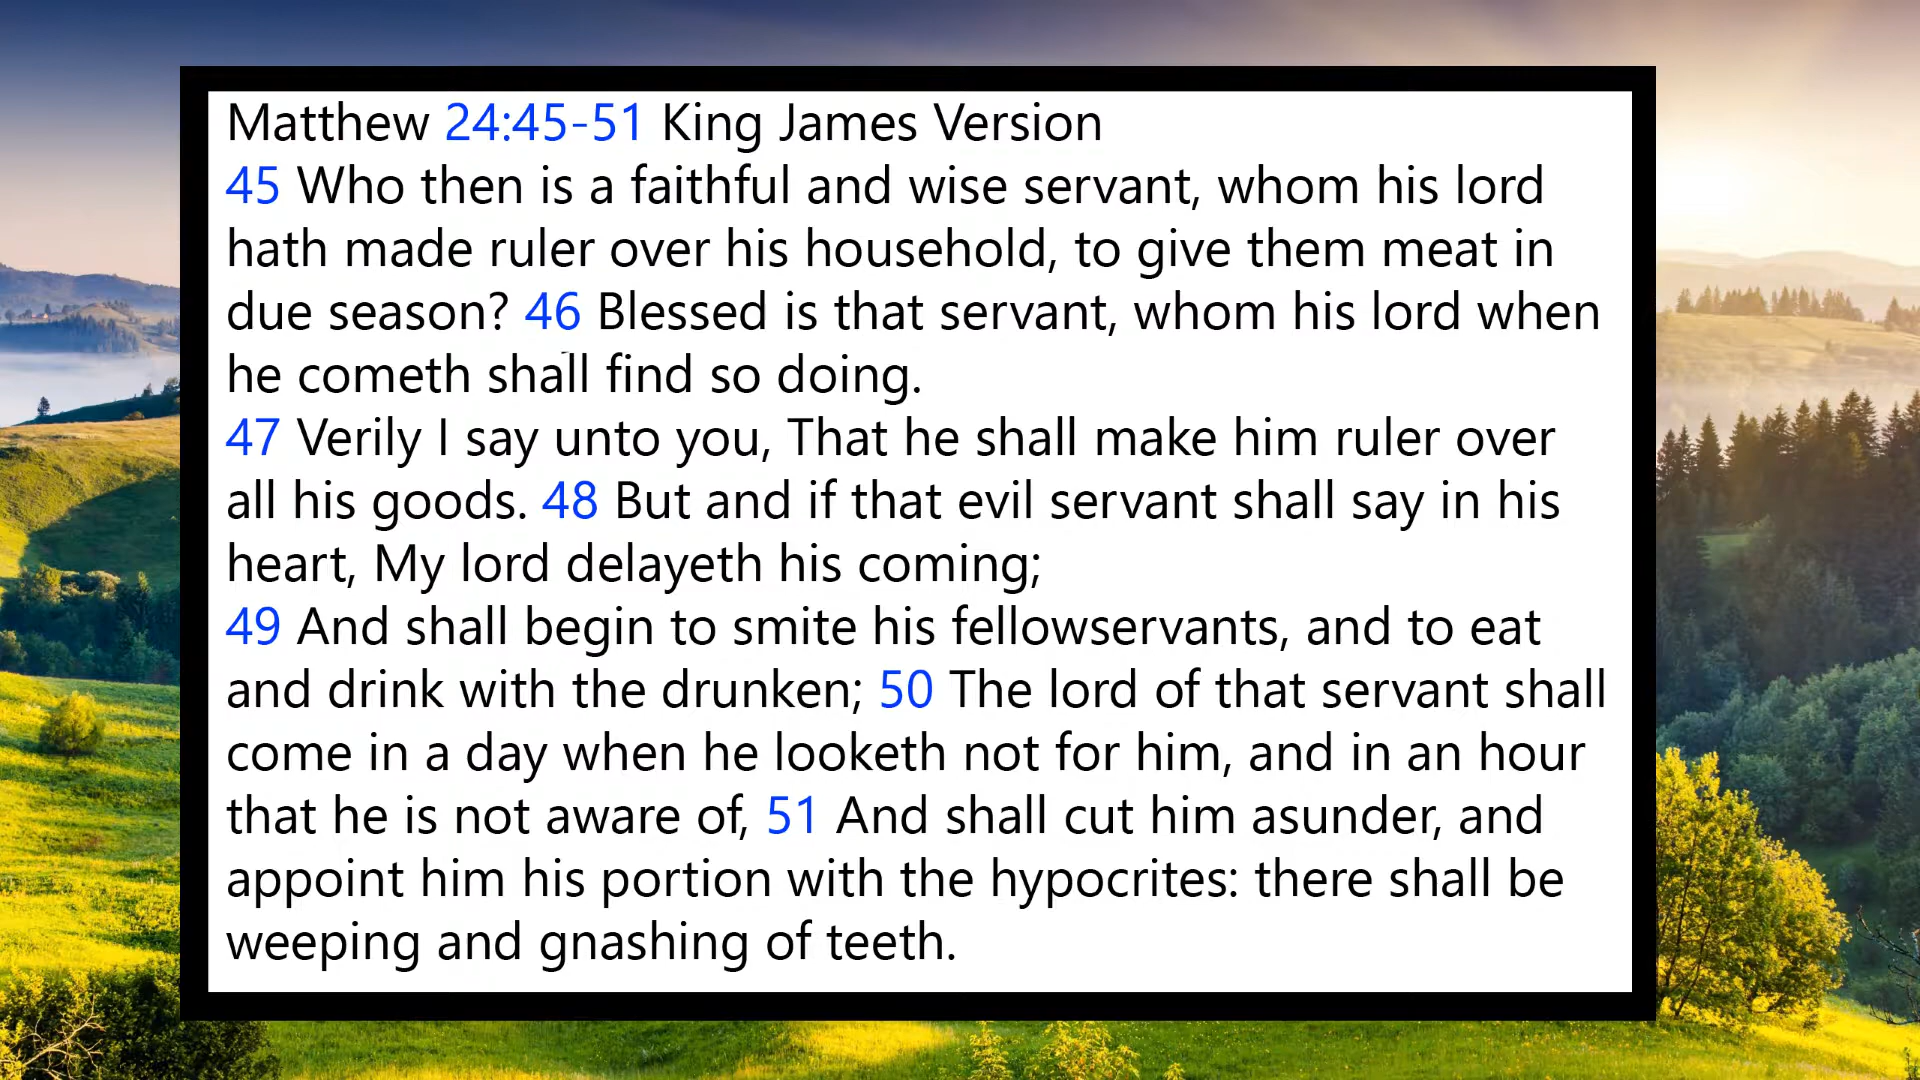 Matthew 24:45-51 King James Version
45 Who then is a faithful and wise servant, whom his lord
hath made ruler over his household, to give them meat in
due season? 46 Blessed is that servant, whom his lord when
he cometh shall find so doing.
47 Verily I say unto you, That he shall make him ruler over
all his goods. 48 But and if that evil servant shall say in his
heart, My lord delayeth his coming;
49 And shall begin to smite his fellowservants, and to eat
and drink with the drunken; 50 The lord of that servant shall
come in a day when he looketh not for him, and in an hour
that he is not aware of, 51 And shall cut him asunder, and
appoint him his portion with the hypocrites: there shall be
weeping and gnashing of teeth.